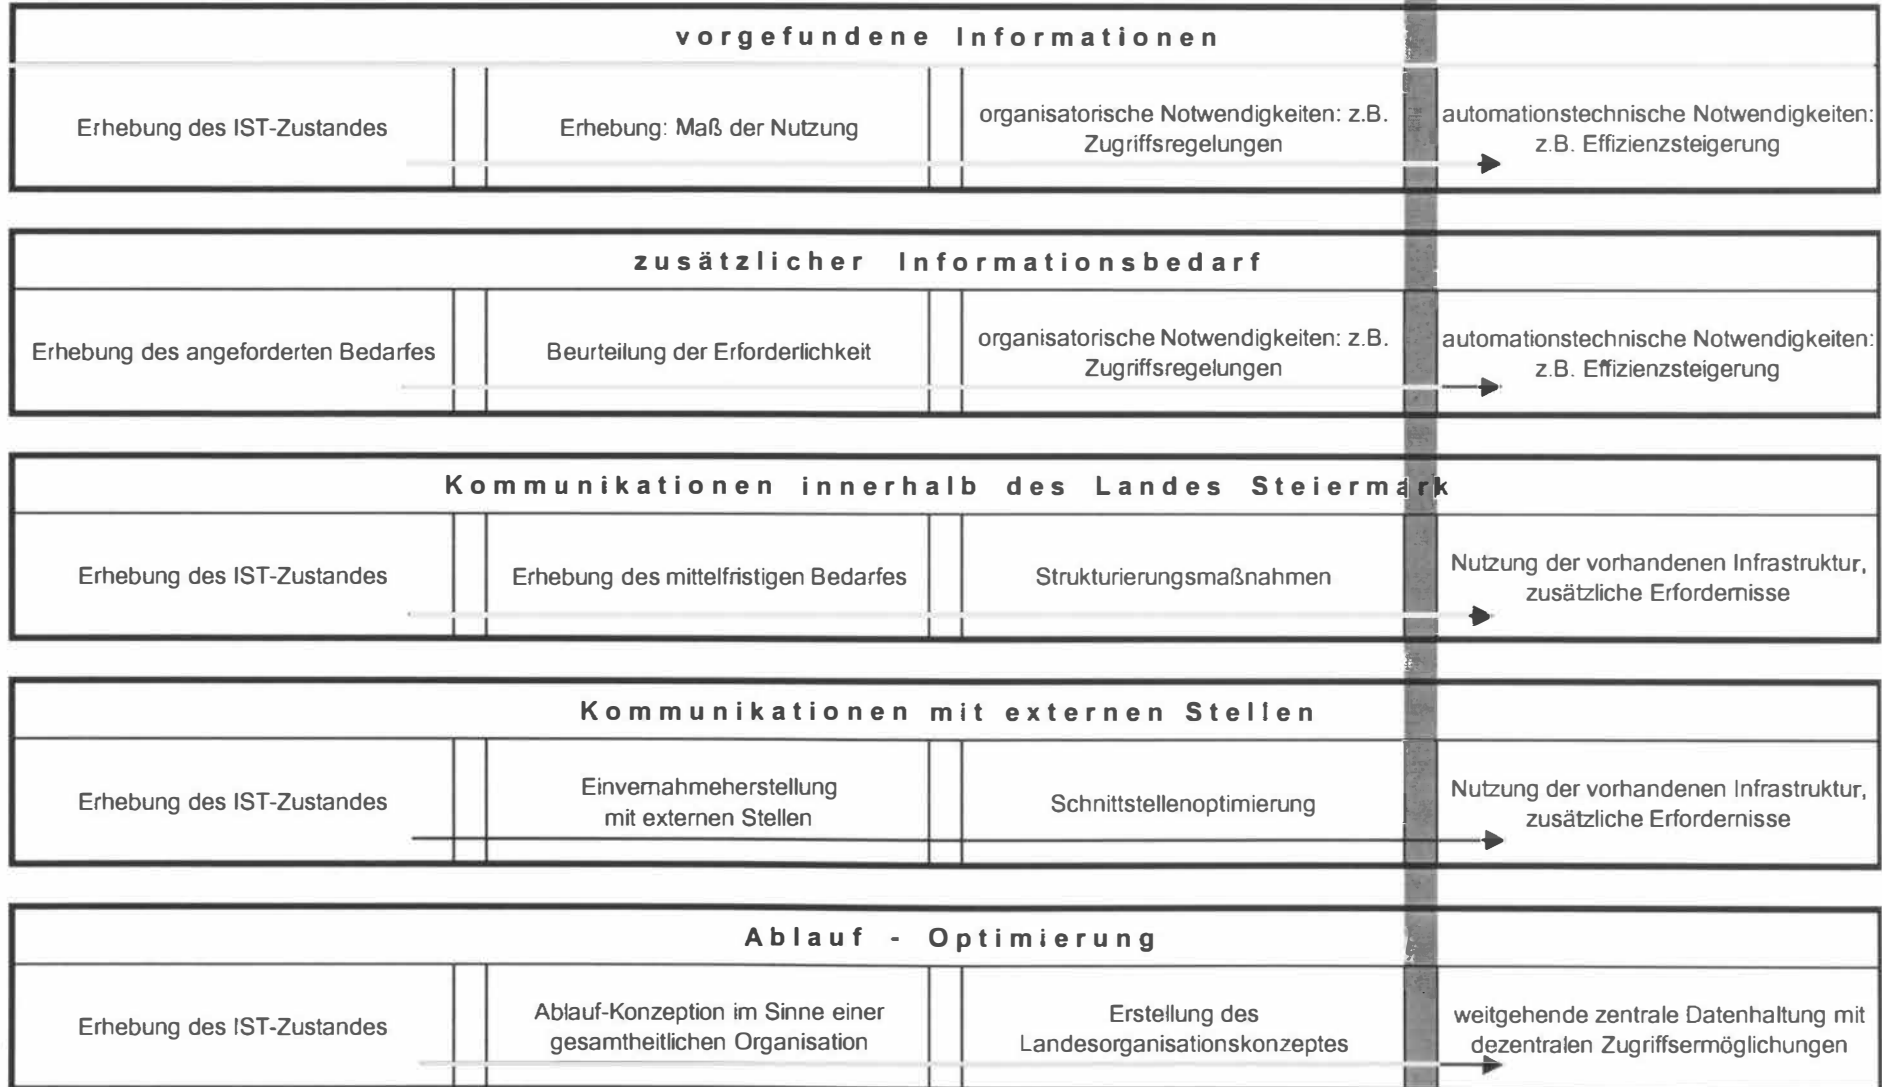 vorgefundene Informationen
Erhebung des IST-Zustandes
Erhebung: Maß der Nutzung
organisatorische Notwendigkeiten: z.B.
Zugriffsregelungen
automationstechnische Notwendigkeiten:
z.B. Effizienzsteigerung
zusätzlicher Informationsbedarf
Erhebung des angeforderten Bedarfes
Beurteilung der Erforderlichkeit
organisatorische Notwendigkeiten: z.B.
Zugriffsregelungen
automationstechnische Notwendigkeiten:
z.B. Effizienzsteigerung
Kommunikationen innerhalb des Landes Steiermark
Erhebung des IST-Zustandes
Erhebung des mittelfristigen Bedarfes
Strukturierungsmaßnahmen
Nutzung der vorhandenen Infrastruktur,
zusätzliche Erfordernisse
Kommunikationen mit externen Stellen
Erhebung des IST-Zustandes
Einvernahmeherstellung
mit externen Stellen
Schnittstellenoptimierung
Nutzung der vorhandenen Infrastruktur,
zusätzliche Erfordernisse
Ablauf - Optimierung
Erhebung des IST-Zustandes
Ablauf-Konzeption im Sinne einer
gesamtheitlichen Organisation
Erstellung des
Landesorganisationskonzeptes
weitgehende zentrale Datenhaltung mit
dezentralen Zugriffsermöglichungen